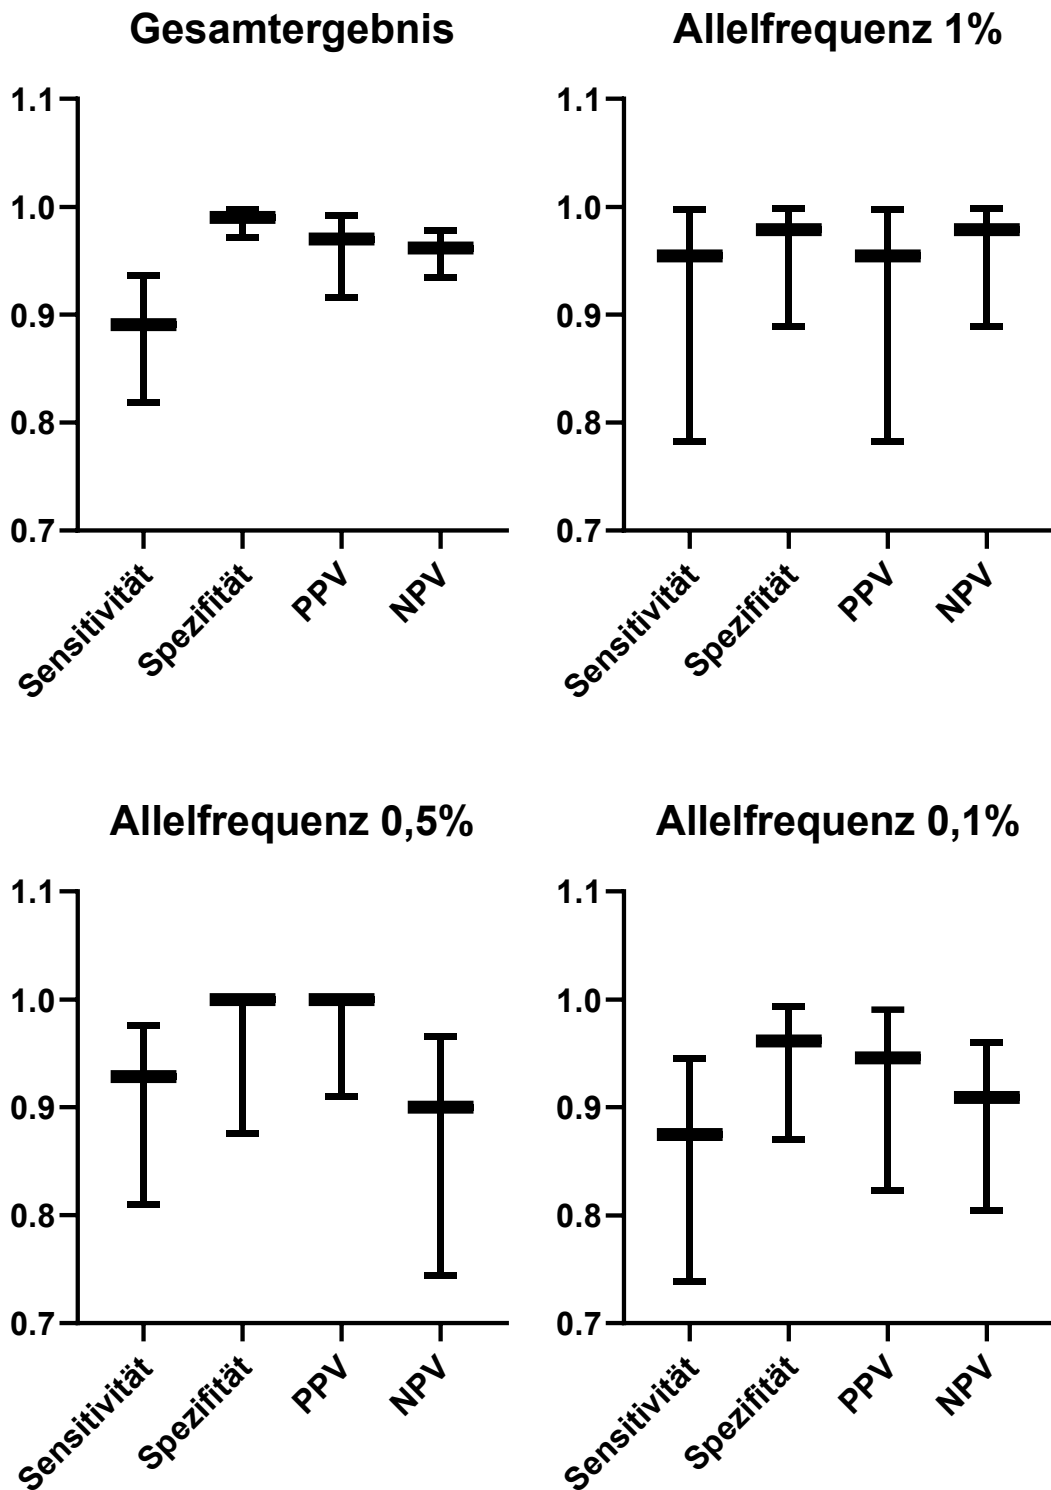 Gesamtergebnis
1.1
1.0
0.9
0.8
0.7
Sensitivität
Spezifität
PPV
NPV
Allelfrequenz 1%
1.1
1.0
0.9
0.8
0.7
Sensitivität
Spezifität
PPV
NPV
Allelfrequenz 0,5%
1.1
1.0
0.9
0.8
0.7
Sensitivität
Spezifität
PPV
NPV
Allelfrequenz 0,1%
1.1
1.0
0.9
0.8
0.7
Sensitivität
Spezifität
PPV
NPV